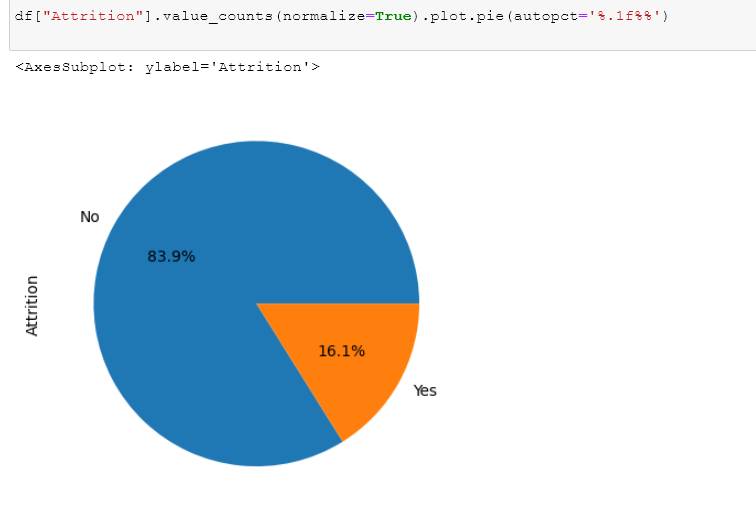 df["Attrition"].value_counts(normalize=True).plot.pie(autopct='%.1f%%')
<AxesSubplot: ylabel='Attrition'>
No
83.9%
Attrition
16.1%
Yes